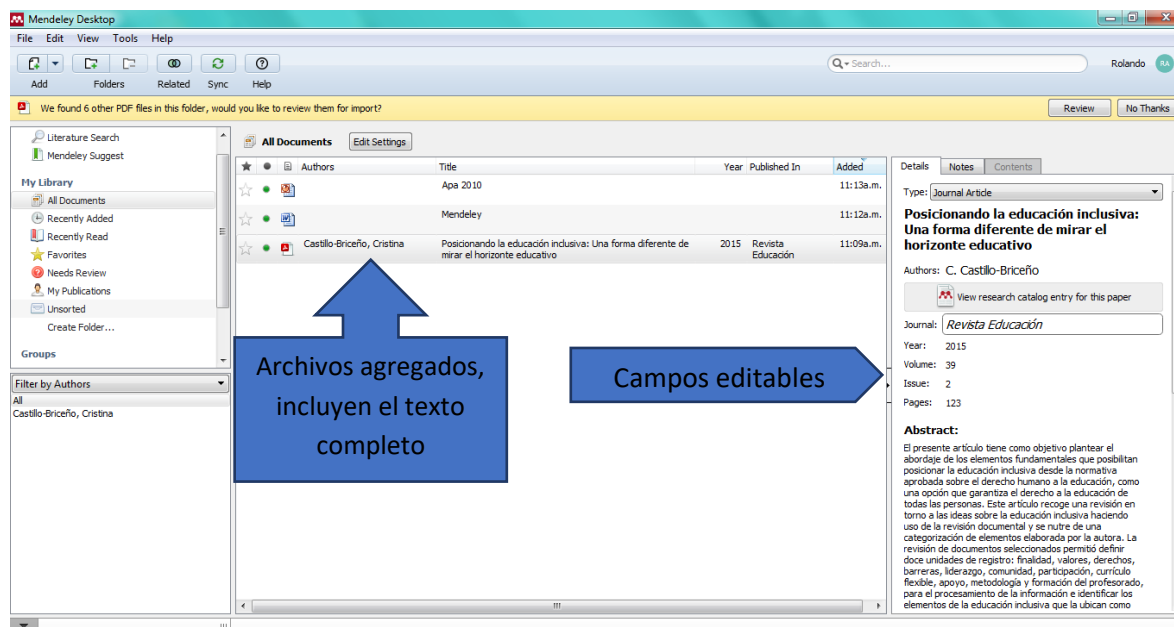 Mendeley Desktop
File Edit View Tools Help
Search...
Rolando RA
Add Folders Related Sync Help
We found 6 other PDF files in this folder, would you like to review them for import? Review No Thanks
Literature Search
Mendeley Suggest
My Library
All Documents
Recently Added
Recently Read
Favorites
Needs Review
My Publications
Unsorted
Create Folder...
Groups
Filter by Authors
All
Castillo-Briceño, Cristina
All Documents Edit Settings
Authors Title Year Published In Added
Apa 2010 11:13a.m.
Mendeley 11:12a.m.
Castillo-Briceño, Cristina Posicionando la educación indusiva: Una forma diferente de 2015 Revista 11:09a.m.
mirar el horizonte educativo Educación
Archivos agregados,
incluyen el texto
completo
Campos editables
Details Notes Contents
Type: Journal Article
Posicionando la educación inclusiva:
Una forma diferente de mirar el
horizonte educativo
Authors: C. Castillo-Briceño
View research catalog entry for this paper
Journal: Revista Educación
Year: 2015
Volume: 39
Issue: 2
Pages: 123
Abstract:
El presente artículo tiene como objetivo plantear el
abordaje de los elementos fundamentales que posibilitan
posicionar la educación inclusiva desde la normativa
aprobada sobre el derecho humano a la educación, como
una opción que garantiza el derecho a la educación de
todas las personas. Este artículo recoge una revisión en
torno a las ideas sobre la educación inclusiva haciendo
uso de la revisión documental y se nutre de una
categorización de elementos elaborada por la autora. La
revisión de documentos seleccionados permitió definir
doce unidades de registro: finalidad, valores, derechos,
barreras, liderazgo, comunidad, participación, currículo
flexible, apoyo, metodología y formación del profesorado,
para el procesamiento de la información e identificar los
elementos de la educación inclusiva que la ubican como